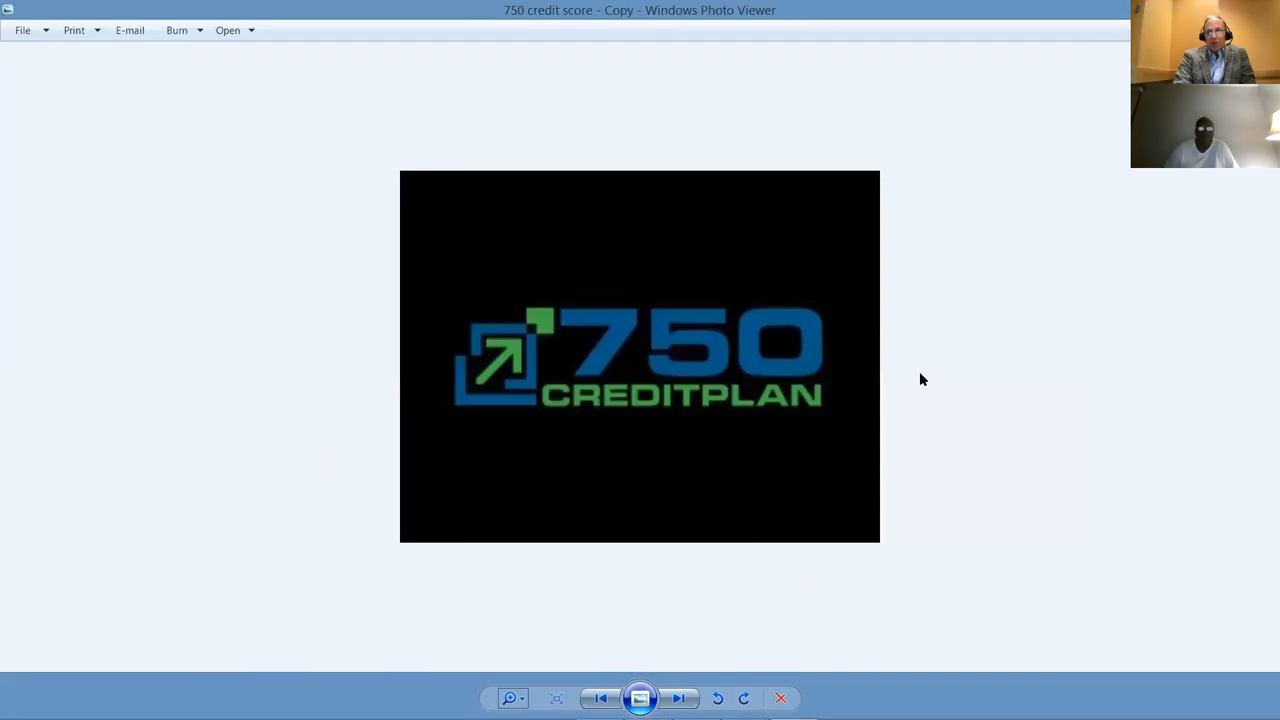 750 credit score - Copy - Windows Photo Viewer
File Print E-mail Burn Open
750
CREDITPLAN